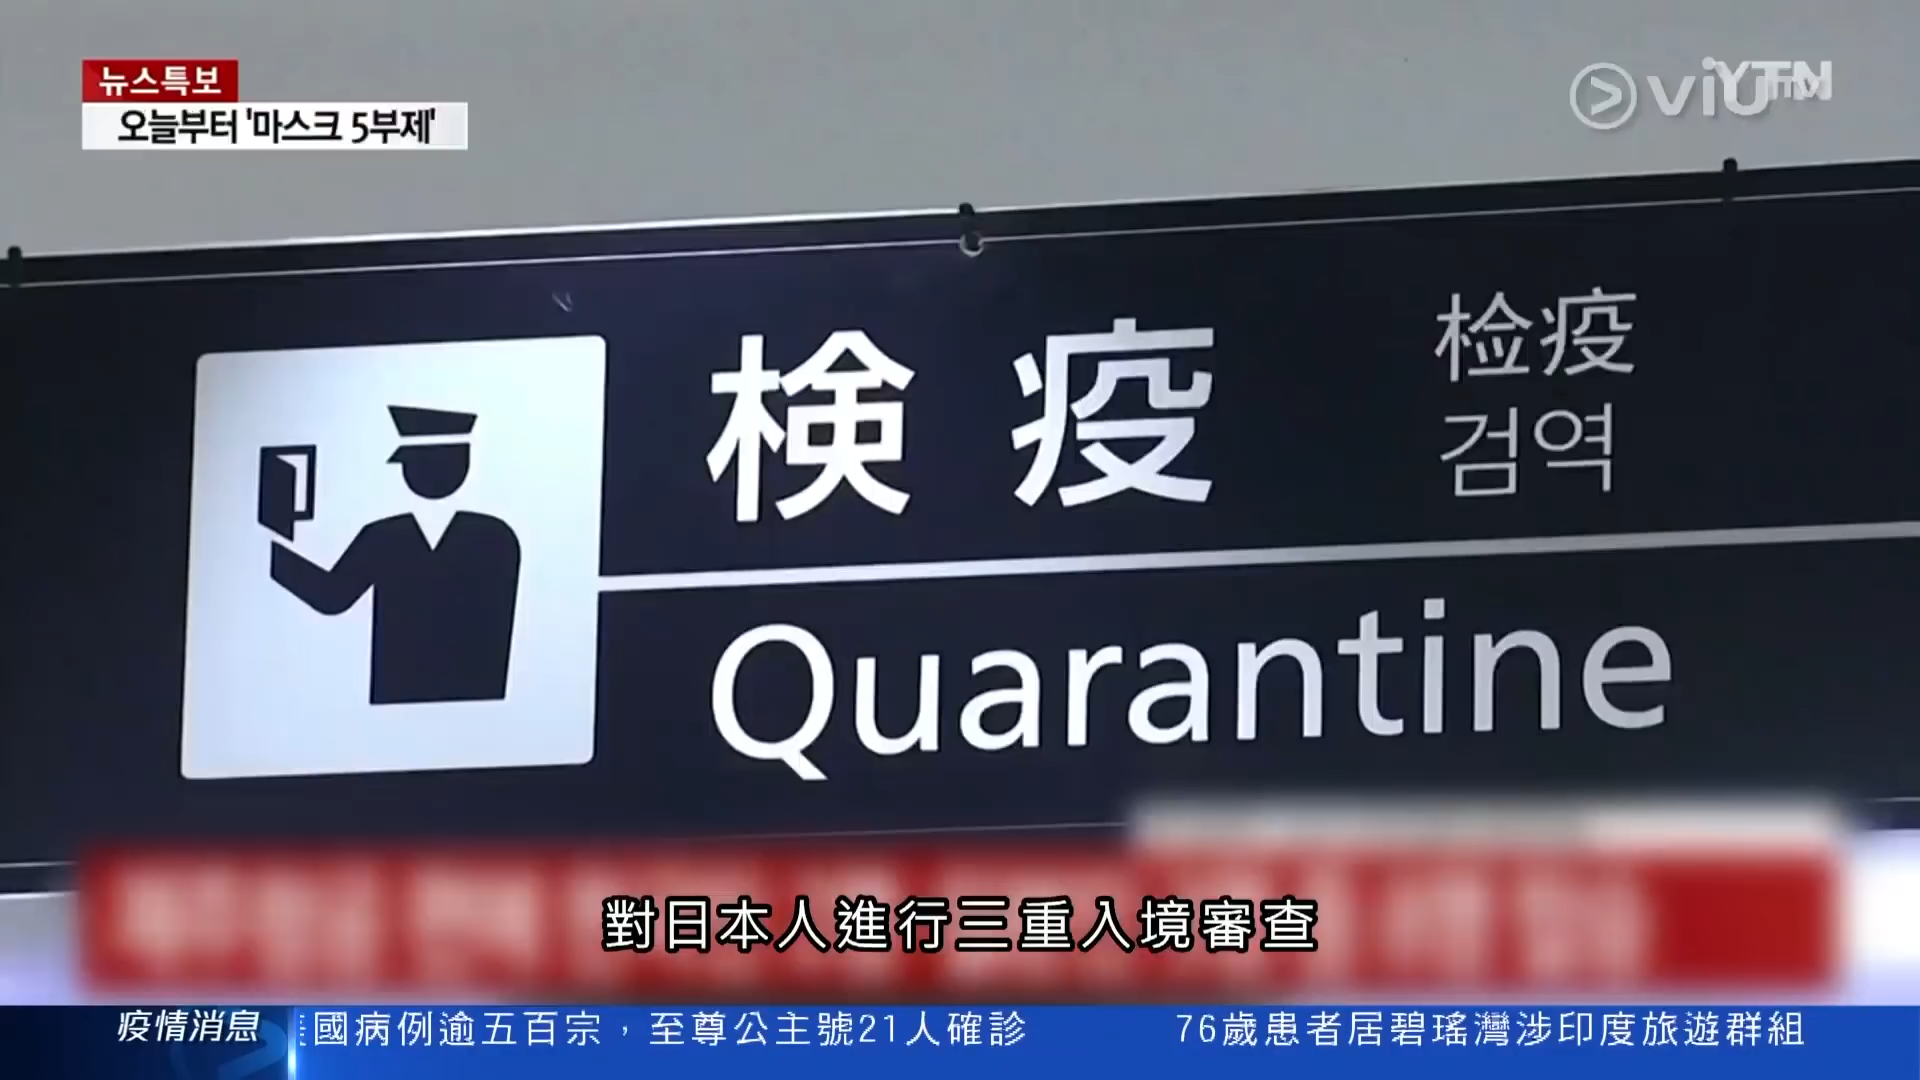 뉴스특보
오늘부터 '마스크 5부제'
viu
YTN
検疫
检疫
검역
Quarantine
對日本人進行三重入境審查
疫情消息
國病例逾五百宗，至尊公主號21人確診
76歲患者居碧瑤灣涉印度旅遊群組